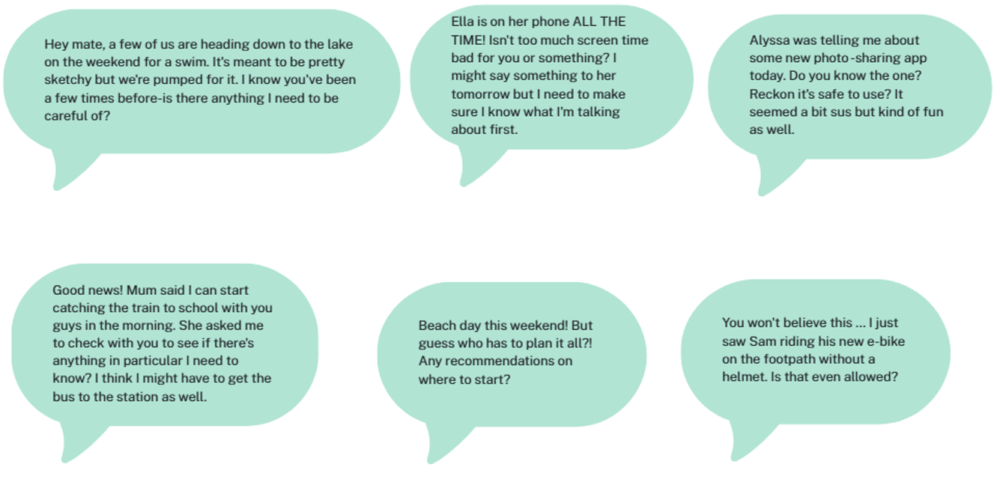 Hey mate, a few of us are heading down to the lake
on the weekend for a swim. It's meant to be pretty
sketchy but we're pumped for it. I know you've been
a few times before-is there anything I need to be
careful of?
Ella is on her phone ALL THE
TIME! Isn't too much screen time
bad for you or something? I
might say something to her
tomorrow but I need to make
sure I know what I'm talking
about first.
Alyssa was telling me about
some new photo-sharing app
today. Do you know the one?
Reckon it's safe to use? It
seemed a bit sus but kind of fun
as well.
Good news! Mum said I can start
catching the train to school with you
guys in the morning. She asked me
to check with you to see if there's
anything in particular I need to
know? I think I might have to get the
bus to the station as well.
Beach day this weekend! But
guess who has to plan it all?!
Any recommendations on
where to start?
You won't believe this ... I just
saw Sam riding his new e-bike
on the footpath without a
helmet. Is that even allowed?